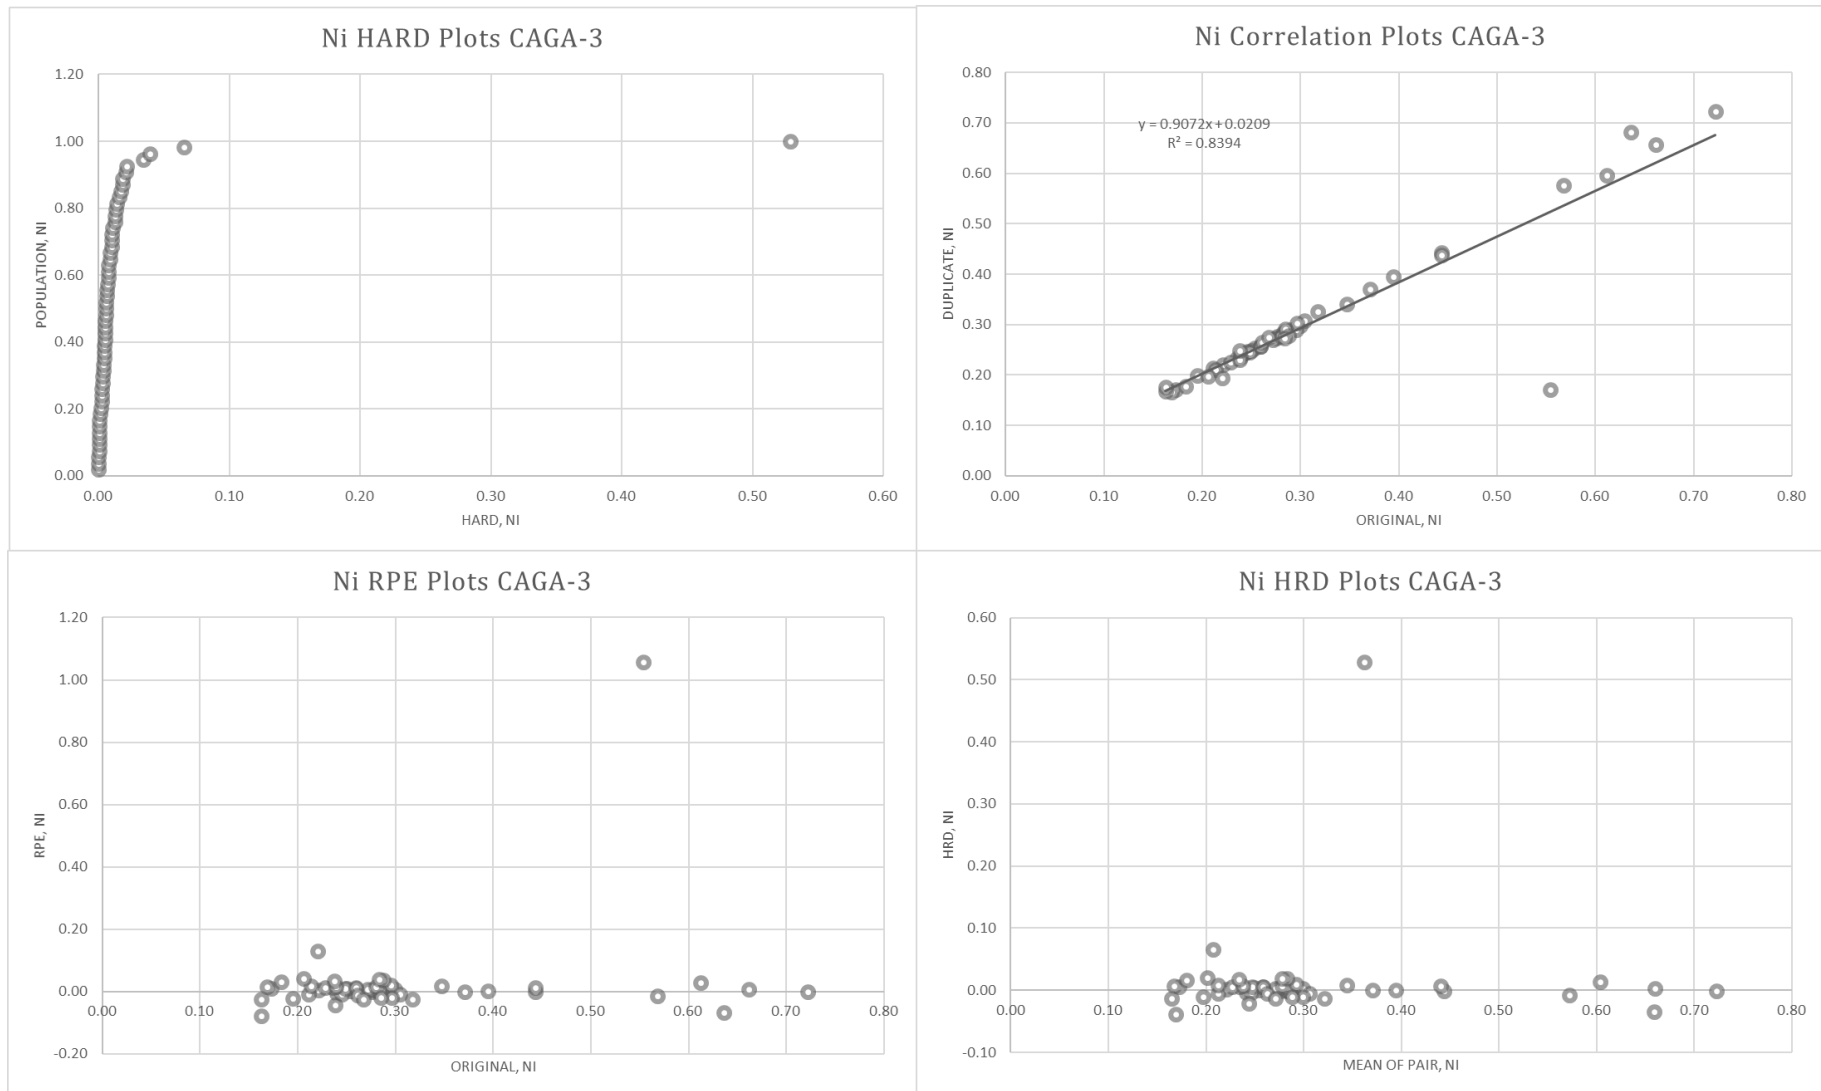 Ni HARD Plots CAGA-3
1.20
1.00
0.80
0.60
0.40
0.20
0.00
POPULATION, NI
0.00 0.10 0.20 0.30 0.40 0.50 0.60
HARD, NI
Ni Correlation Plots CAGA-3
0.80
0.70
0.60
0.50
0.40
0.30
0.20
0.10
0.00
DUPLICATE, NI
y = 0.9072x + 0.0209
R² = 0.8394
0.00 0.10 0.20 0.30 0.40 0.50 0.60 0.70 0.80
ORIGINAL, NI
Ni RPE Plots CAGA-3
1.20
1.00
0.80
0.60
0.40
0.20
0.00
-0.20
RPE, NI
0.00 0.10 0.20 0.30 0.40 0.50 0.60 0.70 0.80
ORIGINAL, NI
Ni HRD Plots CAGA-3
0.60
0.50
0.40
0.30
0.20
0.10
0.00
-0.10
HRD, NI
0.00 0.10 0.20 0.30 0.40 0.50 0.60 0.70 0.80
MEAN OF PAIR, NI